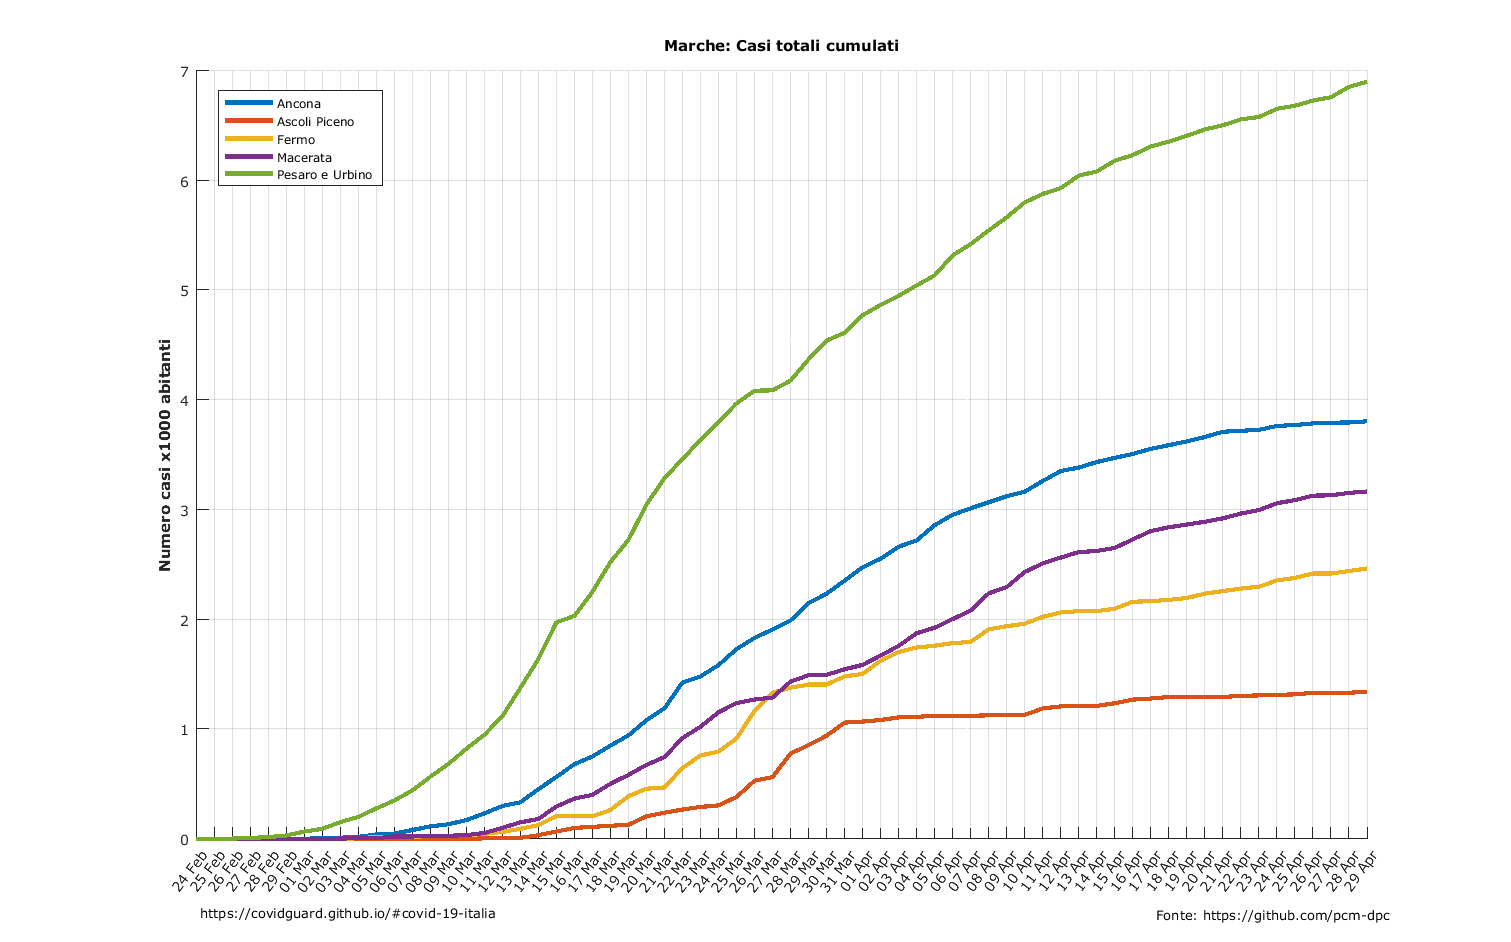 Marche: Casi totali cumulati
Numero casi x1000 abitanti
7
6
5
4
3
2
1
0
Ancona
Ascoli Piceno
Fermo
Macerata
Pesaro e Urbino
24 Feb
25 Feb
26 Feb
27 Feb
28 Feb
29 Feb
01 Mar
02 Mar
03 Mar
04 Mar
05 Mar
06 Mar
07 Mar
08 Mar
09 Mar
10 Mar
11 Mar
12 Mar
13 Mar
14 Mar
15 Mar
16 Mar
17 Mar
18 Mar
19 Mar
20 Mar
21 Mar
22 Mar
23 Mar
24 Mar
25 Mar
26 Mar
27 Mar
28 Mar
29 Mar
30 Mar
31 Mar
01 Apr
02 Apr
03 Apr
04 Apr
05 Apr
06 Apr
07 Apr
08 Apr
09 Apr
10 Apr
11 Apr
12 Apr
13 Apr
14 Apr
15 Apr
16 Apr
17 Apr
18 Apr
19 Apr
20 Apr
21 Apr
22 Apr
23 Apr
24 Apr
25 Apr
26 Apr
27 Apr
28 Apr
29 Apr
https://covidguard.github.io/#covid-19-italia
Fonte: https://github.com/pcm-dpc